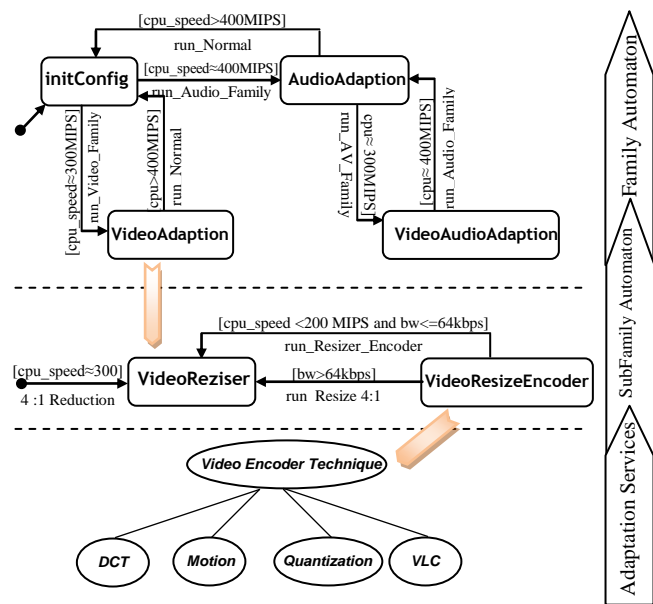 [cpu_speed>400MIPS]
run_Normal
initConfig
[cpu_speed≈400MIPS]
run_Audio_Family
AudioAdaption
[cpu_speed≈300MIPS]
run_Video_Family
[cpu>400MIPS]
run_Normal
cpu≈300MIPS]
run_AV_Family
[cpu≈ 400MIPS]
run_Audio_Family
VideoAdaption
VideoAudioAdaption
Family Automaton
[cpu_speed <200 MIPS and bw<=64kbps]
run_Resizer_Encoder
[cpu_speed≈300]
4 :1 Reduction
VideoReziser
[bw>64kbps]
run Resize 4:1
VideoResizeEncoder
SubFamily Automaton
Video Encoder Technique
DCT
Motion
Quantization
VLC
Adaptation Services